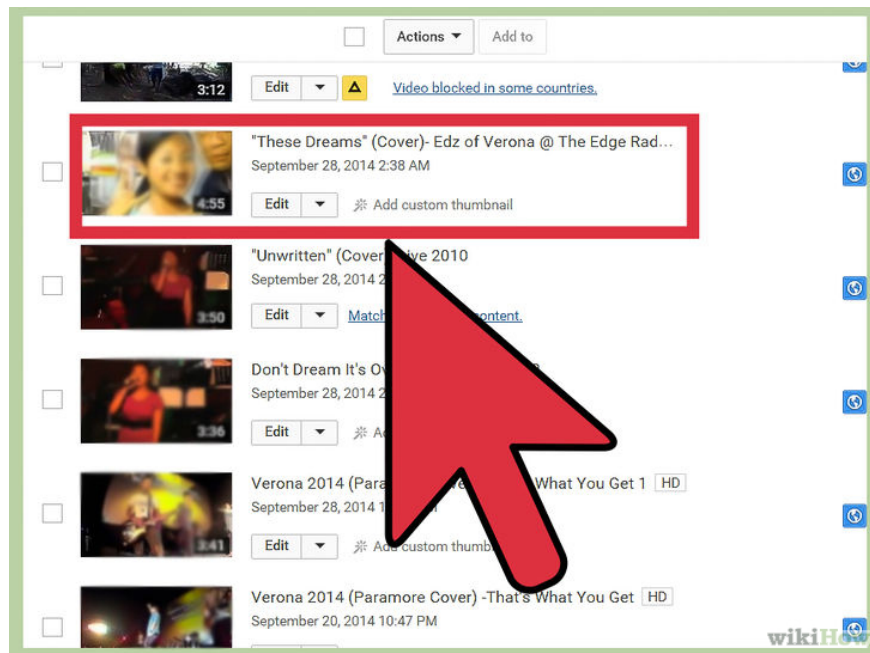 Actions Add to
3:12
Edit Video blocked in some countries.
"These Dreams" (Cover)- Edz of Verona @ The Edge Rad...
September 28, 2014 2:38 AM
4:55
Edit Add custom thumbnail
"Unwritten" (Cover) Live 2010
September 28, 2014
3:50
Edit
Don't Dream It's
September 28, 2014
3:36
Edit
Verona 2014 What You Get 1 HD
September 28, 2014
3:41
Edit Add custom
Verona 2014 (Paramore Cover) -That's What You Get HD
September 20, 2014 10:47 PM
wikiHow